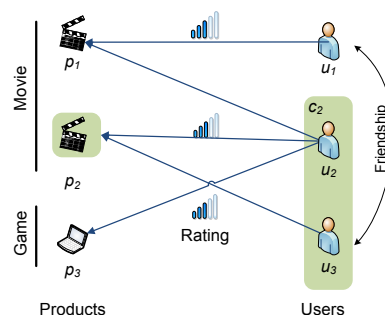 Movie
p1
u1
c2
Friendship
p2
u2
Game
Rating
p3
u3
Products
Users